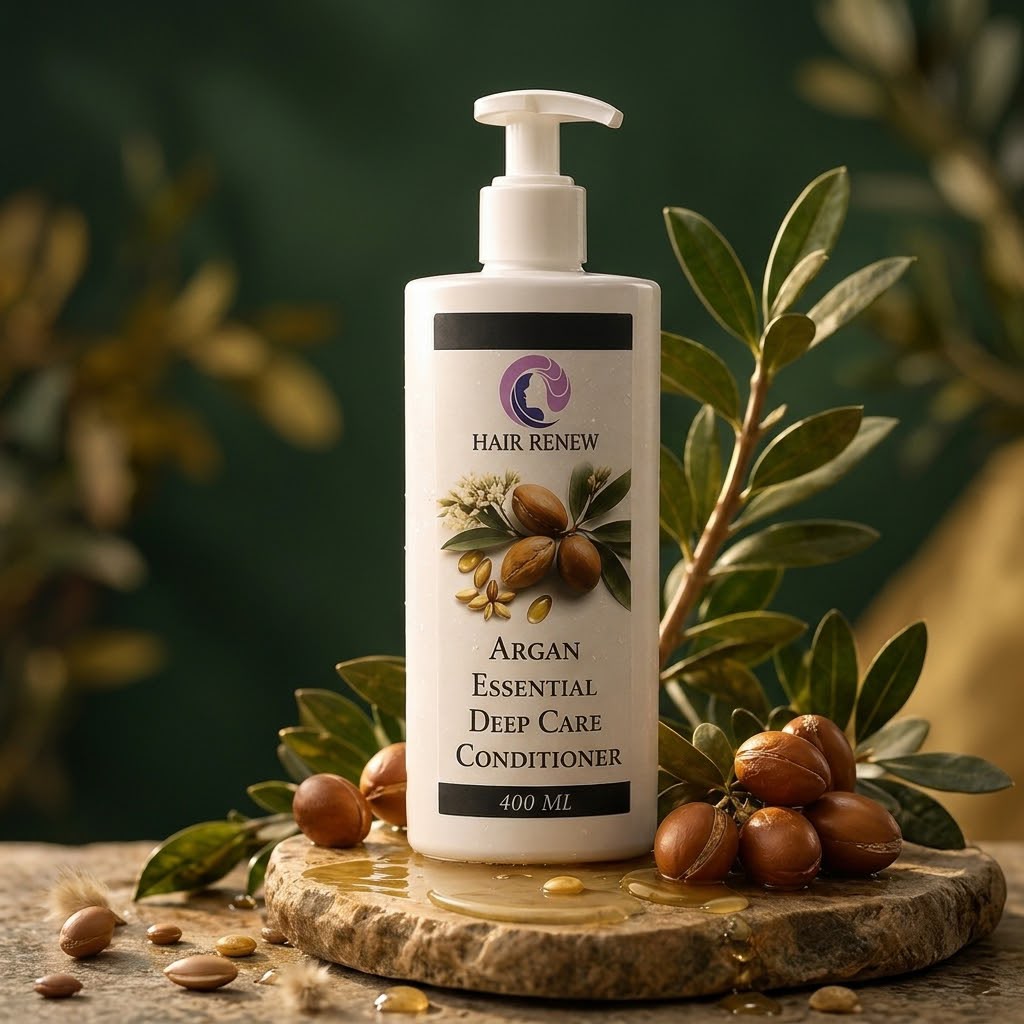 HAIR RENEW
ARGAN
ESSENTIAL
DEEP CARE
CONDITIONER
400 ML